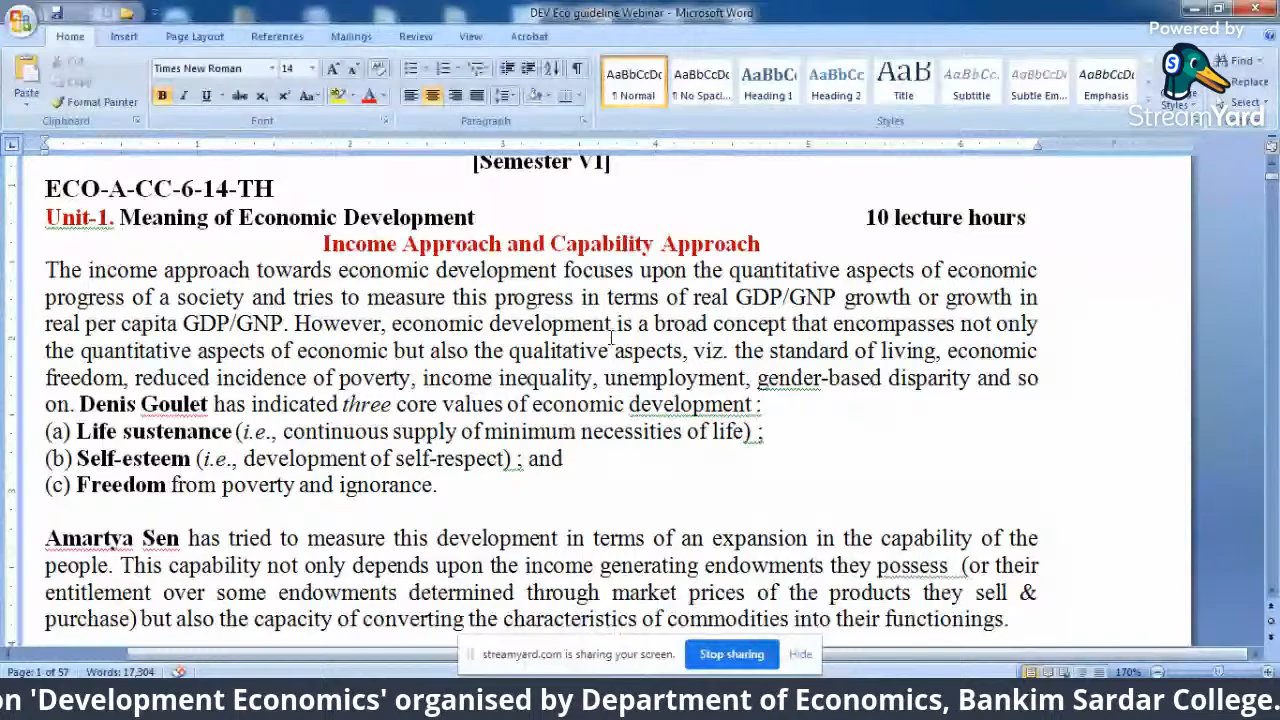 DEV Eco guideline Webinar - Microsoft Word
Powered by
Home Insert Page Layout References Mailings Review View Acrobat
Cut
Copy
Paste
Format Painter
Times New Roman 14
AaBbCcDc AaBbCcDc AaBbC AaBbCc AaB AaBbCc. AaBbCcDc AaBbCcDc
¶ Normal ¶ No Spaci... Heading 1 Heading 2 Title Subtitle Subtle Em... Emphasis
Find
Replace
Select
Styles
StreamYard
Clipboard Font Paragraph Styles
[Semester VI]
ECO-A-CC-6-14-TH
Unit-1. Meaning of Economic Development 10 lecture hours
Income Approach and Capability Approach
The income approach towards economic development focuses upon the quantitative aspects of economic
progress of a society and tries to measure this progress in terms of real GDP/GNP growth or growth in
real per capita GDP/GNP. However, economic development is a broad concept that encompasses not only
the quantitative aspects of economic but also the qualitative aspects, viz. the standard of living, economic
freedom, reduced incidence of poverty, income inequality, unemployment, gender-based disparity and so
on. Denis Goulet has indicated three core values of economic development :
(a) Life sustenance (i.e., continuous supply of minimum necessities of life) ;
(b) Self-esteem (i.e., development of self-respect) ; and
(c) Freedom from poverty and ignorance.
Amartya Sen has tried to measure this development in terms of an expansion in the capability of the
people. This capability not only depends upon the income generating endowments they possess (or their
entitlement over some endowments determined through market prices of the products they sell &
purchase) but also the capacity of converting the characteristics of commodities into their functionings.
streamyard.com is sharing your screen. Stop sharing Hide
Page: 1 of 57 Words: 17,304 170%
on 'Development Economics' organised by Department of Economics, Bankim Sardar College.